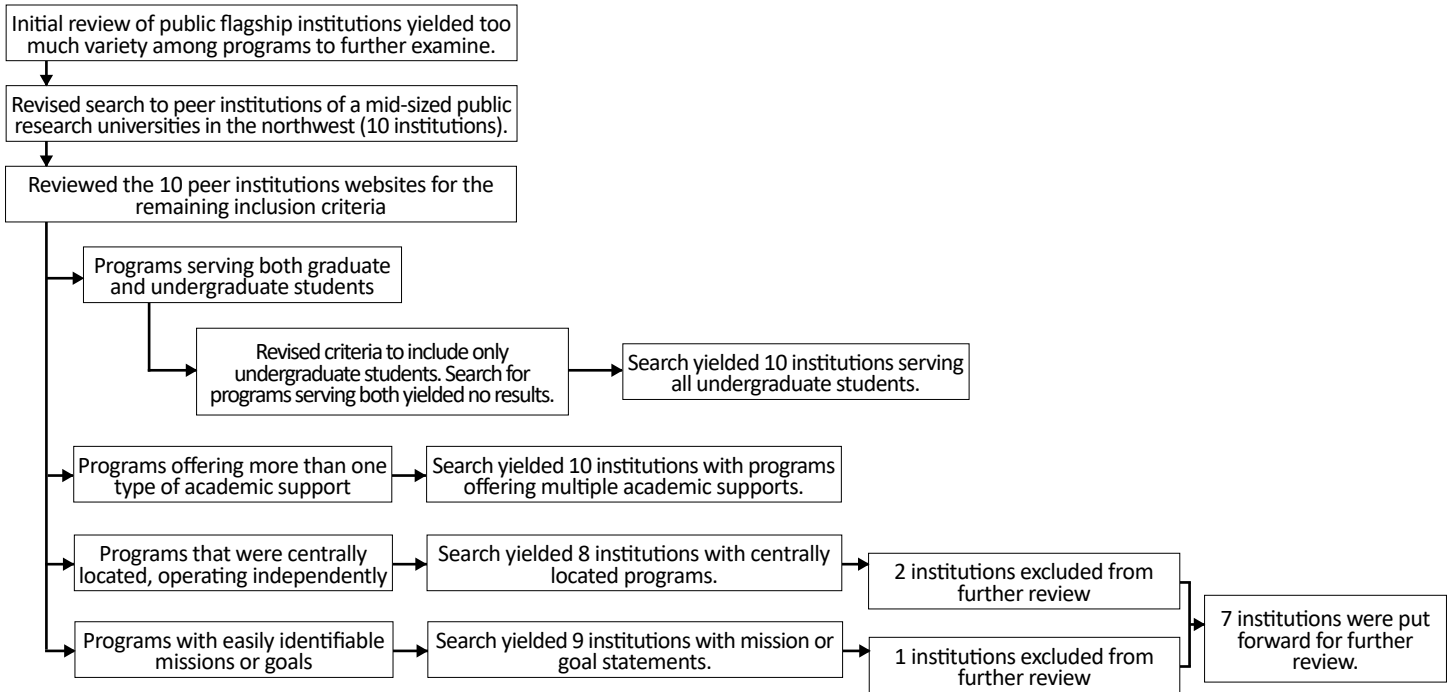 Initial review of public flagship institutions yielded too
much variety among programs to further examine.
Revised search to peer institutions of a mid-sized public
research universities in the northwest (10 institutions).
Reviewed the 10 peer institutions websites for the
remaining inclusion criteria
Programs serving both graduate
and undergraduate students
Revised criteria to include only
undergraduate students. Search for
programs serving both yielded no results.
Search yielded 10 institutions serving
all undergraduate students.
Programs offering more than one
type of academic support
Search yielded 10 institutions with programs
offering multiple academic supports.
Programs that were centrally
located, operating independently
Search yielded 8 institutions with centrally
located programs.
2 institutions excluded from
further review
Programs with easily identifiable
missions or goals
Search yielded 9 institutions with mission or
goal statements.
1 institutions excluded from
further review
7 institutions were put
forward for further
review.